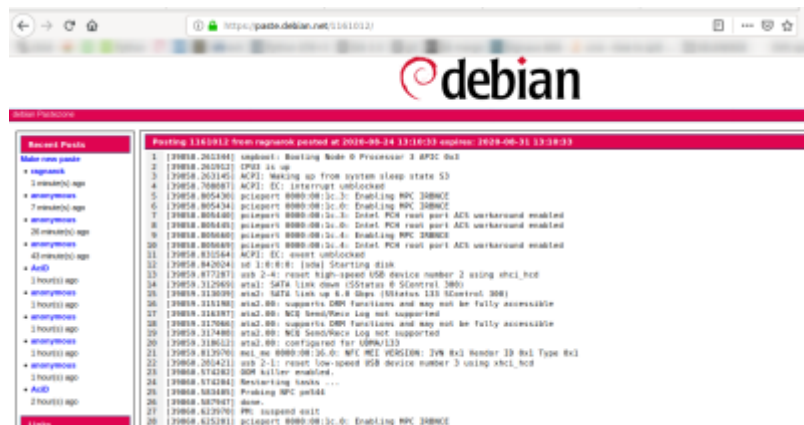 https://paste.debian.net/1161012/
debian
debian Pastezone
Recent Posts
Make new paste
ragnarok
1 minute(s) ago
anonymous
7 minute(s) ago
anonymous
26 minute(s) ago
anonymous
43 minute(s) ago
AciD
1 hour(s) ago
anonymous
1 hour(s) ago
anonymous
1 hour(s) ago
anonymous
1 hour(s) ago
AciD
2 hour(s) ago
Links
Posting 1161012 from ragnarok posted at 2020-08-24 13:10:33 expires: 2020-08-31 13:10:33
1 [39858.261344] smpboot: Booting Node 0 Processor 3 APIC 0x3
2 [39858.261912] CPU3 is up
3 [39858.263145] ACPI: Waking up from system sleep state S3
4 [39858.788087] ACPI: EC: interrupt unblocked
5 [39858.805430] pcieport 0000:00:1c.3: Enabling MPC IRBNCE
6 [39858.805434] pcieport 0000:00:1c.0: Enabling MPC IRBNCE
7 [39858.805440] pcieport 0000:00:1c.3: Intel PCH root port ACS workaround enabled
8 [39858.805445] pcieport 0000:00:1c.0: Intel PCH root port ACS workaround enabled
9 [39858.805660] pcieport 0000:00:1c.4: Enabling MPC IRBNCE
10 [39858.805669] pcieport 0000:00:1c.4: Intel PCH root port ACS workaround enabled
11 [39858.831564] ACPI: EC: event unblocked
12 [39858.842024] sd 1:0:0:0: [sda] Starting disk
13 [39859.077287] usb 2-4: reset high-speed USB device number 2 using xhci_hcd
14 [39859.312969] ata1: SATA link down (SStatus 0 SControl 300)
15 [39859.313039] ata2: SATA link up 6.0 Gbps (SStatus 133 SControl 300)
16 [39859.315198] ata2.00: supports DRM functions and may not be fully accessible
17 [39859.316397] ata2.00: NCQ Send/Recv Log not supported
18 [39859.317066] ata2.00: supports DRM functions and may not be fully accessible
19 [39859.317408] ata2.00: NCQ Send/Recv Log not supported
20 [39859.318612] ata2.00: configured for UDMA/133
21 [39859.813970] mei_me 0000:00:16.0: NFC MEI VERSION: IVN 0x1 Vendor ID 0x1 Type 0x1
22 [39860.281421] usb 2-1: reset low-speed USB device number 3 using xhci_hcd
23 [39860.574282] OOM killer enabled.
24 [39860.574284] Restarting tasks ...
25 [39860.583485] Probing NFC pn544
26 [39860.587947] done.
27 [39860.623970] PM: suspend exit
28 [39860.625281] pcieport 0000:00:1c.0: Enabling MPC IRBNCE